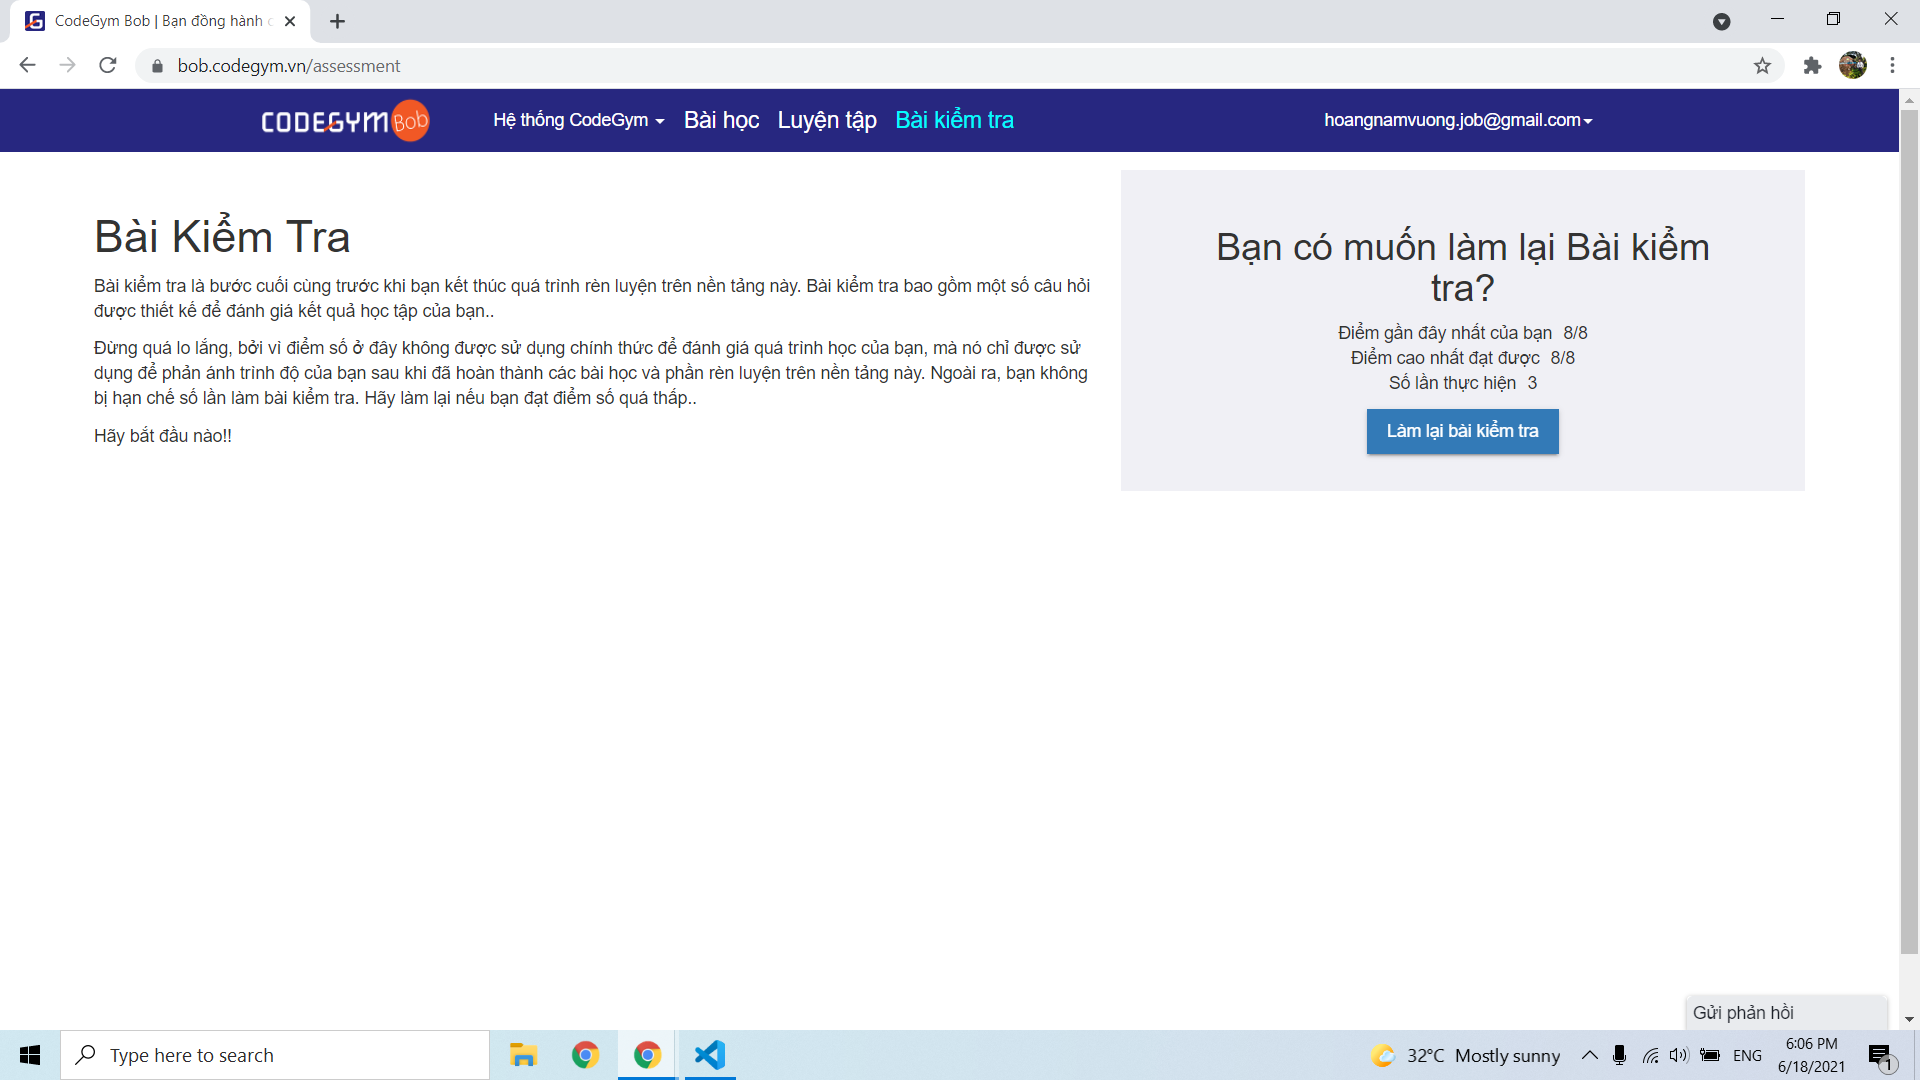 CodeGym Bob | Bạn đồng hành c
bob.codegym.vn/assessment
CODEGYM Bob
Hệ thống CodeGym
Bài học
Luyện tập
Bài kiểm tra
hoangnamvuong.job@gmail.com
Bài Kiểm Tra
Bài kiểm tra là bước cuối cùng trước khi bạn kết thúc quá trình rèn luyện trên nền tảng này. Bài kiểm tra bao gồm một số câu hỏi
được thiết kế để đánh giá kết quả học tập của bạn..
Đừng quá lo lắng, bởi vì điểm số ở đây không được sử dụng chính thức để đánh giá quá trình học của bạn, mà nó chỉ được sử
dụng để phản ánh trình độ của bạn sau khi đã hoàn thành các bài học và phần rèn luyện trên nền tảng này. Ngoài ra, bạn không
bị hạn chế số lần làm bài kiểm tra. Hãy làm lại nếu bạn đạt điểm số quá thấp..
Hãy bắt đầu nào!!
Bạn có muốn làm lại Bài kiểm
tra?
Điểm gần đây nhất của bạn 8/8
Điểm cao nhất đạt được 8/8
Số lần thực hiện 3
Làm lại bài kiểm tra
Gửi phản hồi
Type here to search
32°C Mostly sunny
ENG
6:06 PM
6/18/2021
1